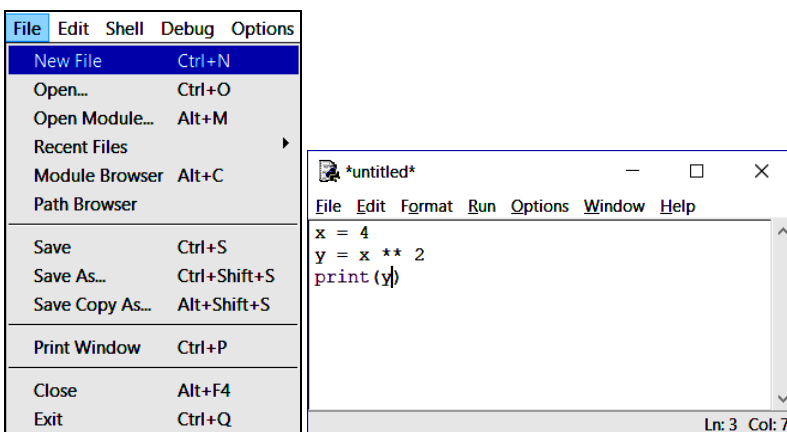 File Edit Shell Debug Options
New File Ctrl+N
Open... Ctrl+O
Open Module... Alt+M
Recent Files
Module Browser Alt+C
Path Browser
Save Ctrl+S
Save As... Ctrl+Shift+S
Save Copy As... Alt+Shift+S
Print Window Ctrl+P
Close Alt+F4
Exit Ctrl+Q
*untitled*
File Edit Format Run Options Window Help
x = 4
y = x ** 2
print(y)
Ln: 3 Col: 7